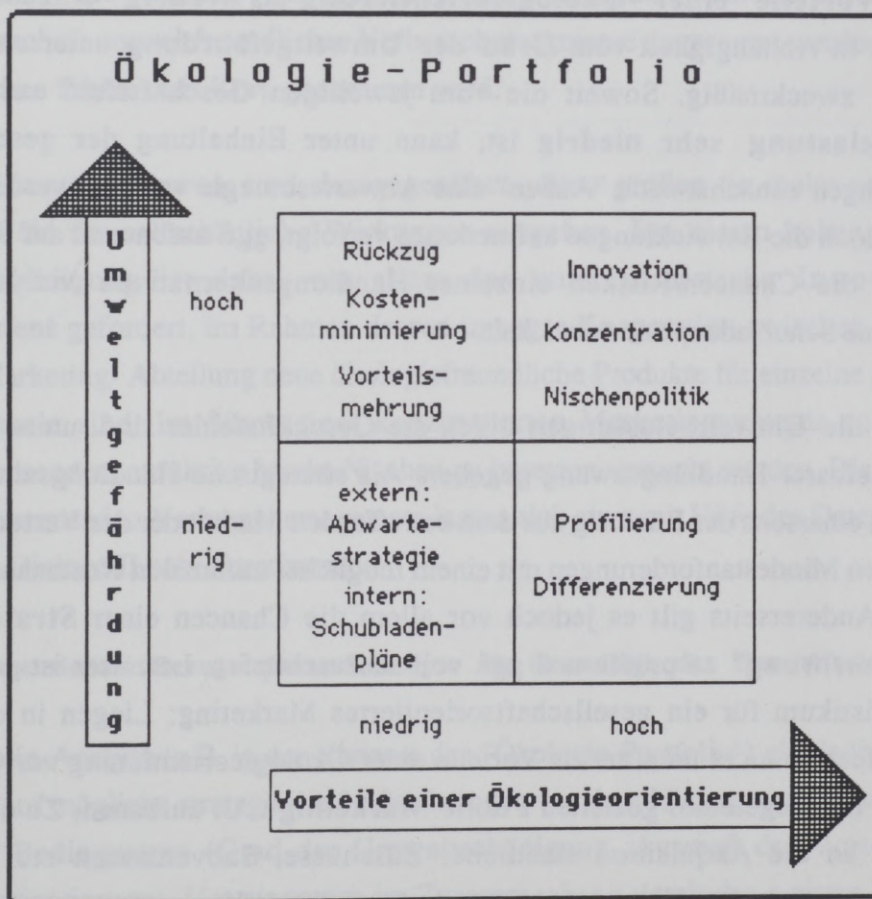 Ökologie-Portfolio
Umweltgefährdung
hoch
Rückzug
Kosten-
minimierung
Vorteils-
mehrung
Innovation
Konzentration
Nischenpolitik
nied-
rig
extern:
Abwarte-
strategie
intern:
Schubladen-
pläne
Profilierung
Differenzierung
niedrig
hoch
Vorteile einer Ökologieorientierung